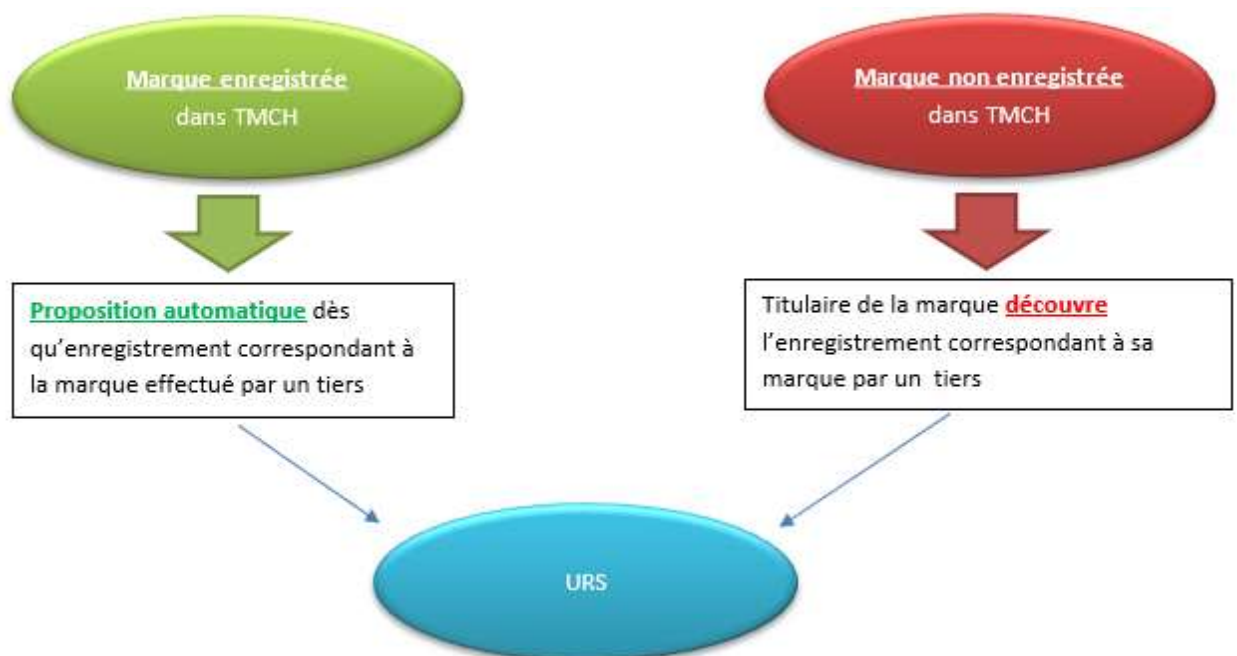 Marque enregistrée
dans TMCH
Marque non enregistrée
dans TMCH
Proposition automatique dès
qu'enregistrement correspondant à
la marque effectué par un tiers
Titulaire de la marque découvre
l'enregistrement correspondant à sa
marque par un tiers
URS